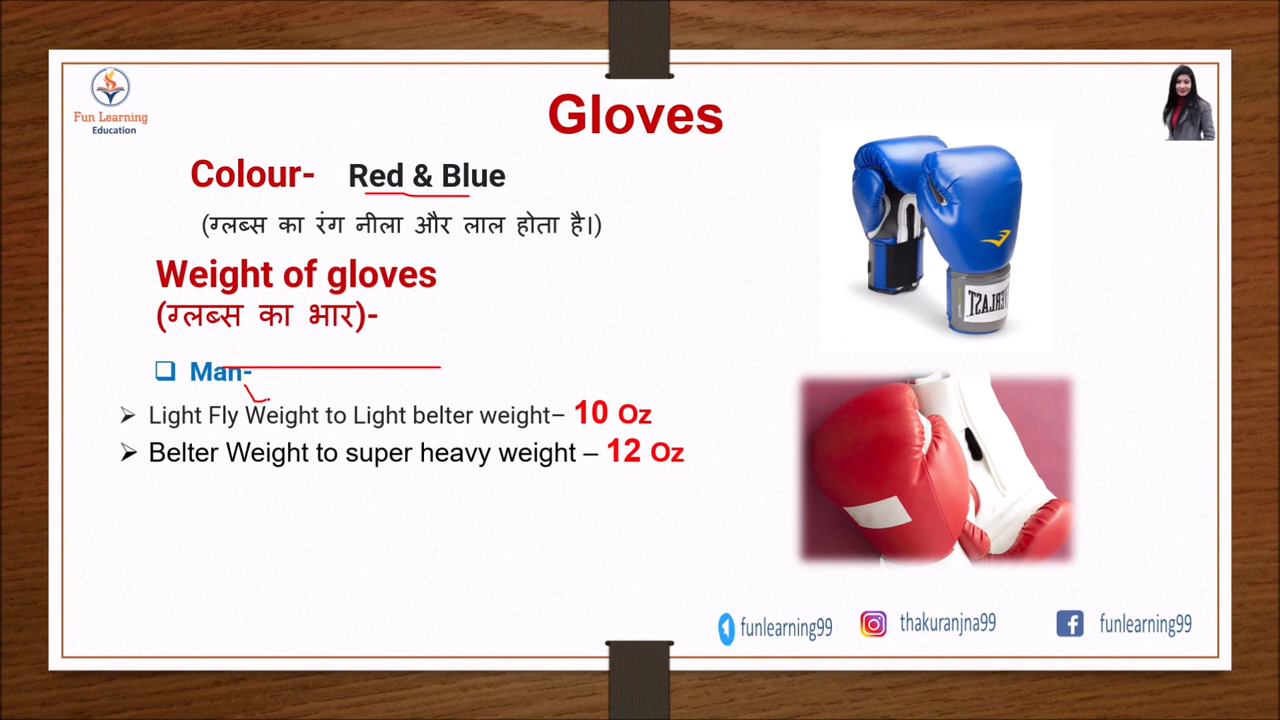 Fun Learning
Education
Gloves
Colour- Red & Blue
(ग्लब्स का रंग नीला और लाल होता है।)
Weight of gloves
(ग्लब्स का भार)-
❑ Man-
➢ Light Fly Weight to Light belter weight– 10 Oz
➢ Belter Weight to super heavy weight – 12 Oz
funlearning99
thakuranjna99
funlearning99